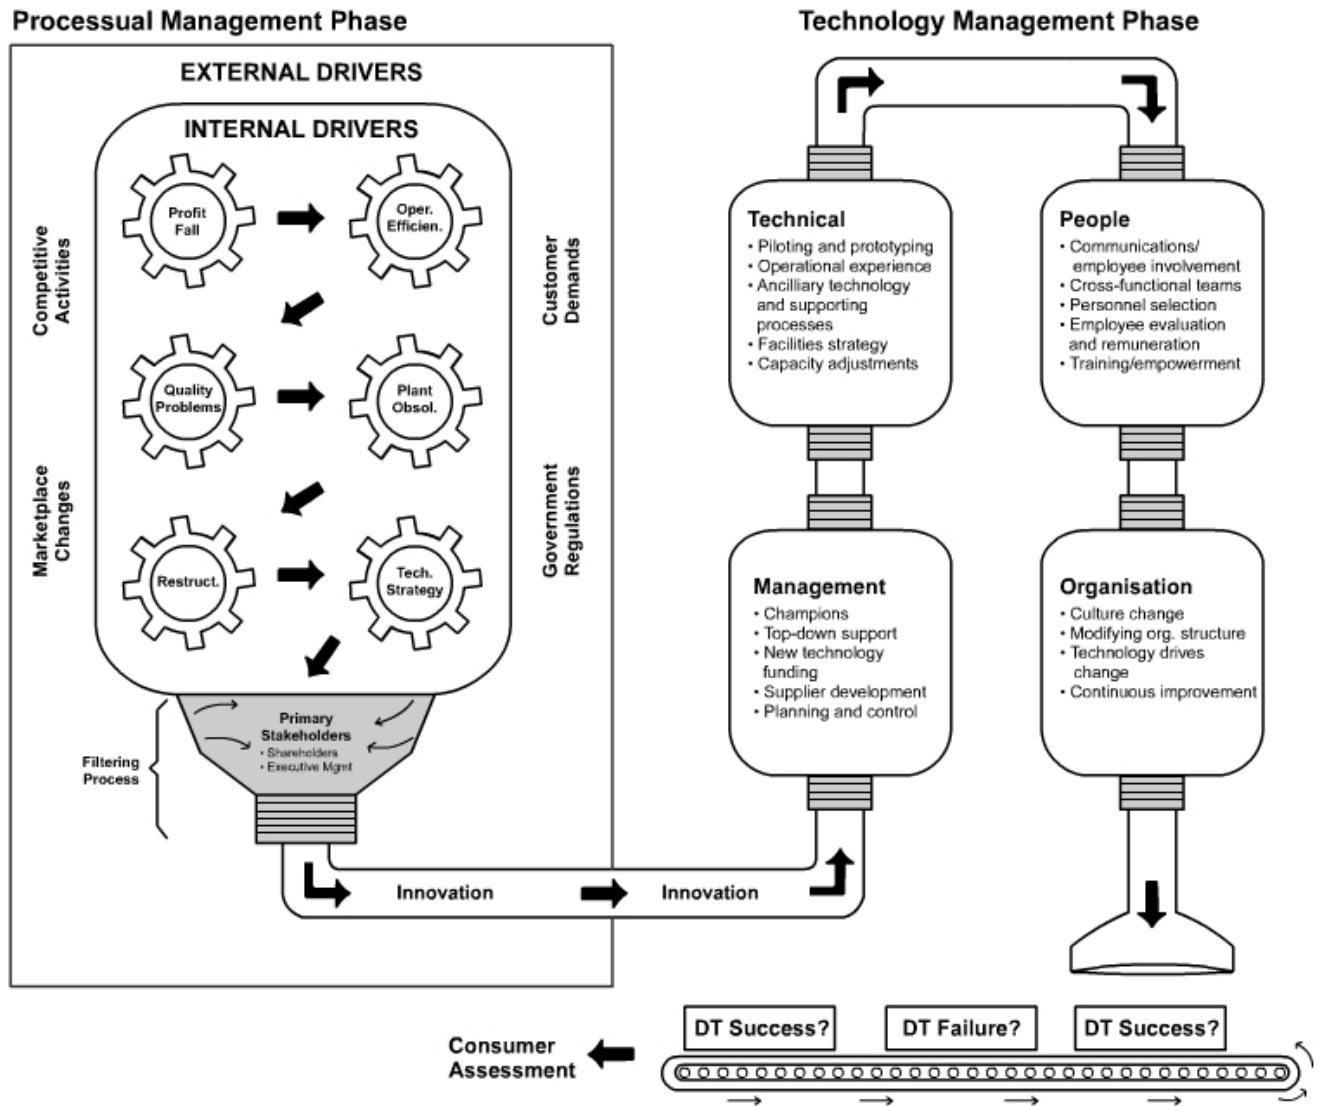 Processual Management Phase
Technology Management Phase
EXTERNAL DRIVERS
INTERNAL DRIVERS
Profit
Fall
Oper.
Efficien.
Competitive
Activities
Customer
Demands
Quality
Problems
Plant
Obsol.
Marketplace
Changes
Government
Regulations
Restruct.
Tech.
Strategy
Primary
Stakeholders
• Shareholders
• Executive Mgmt
Filtering
Process
Innovation
Innovation
Management
• Champions
• Top-down support
• New technology
funding
• Supplier development
• Planning and control
Technical
• Piloting and prototyping
• Operational experience
• Ancilliary technology
and supporting
processes
• Facilities strategy
• Capacity adjustments
People
• Communications/
employee involvement
• Cross-functional teams
• Personnel selection
• Employee evaluation
and remuneration
• Training/empowerment
Organisation
• Culture change
• Modifying org. structure
• Technology drives
change
• Continuous improvement
DT Success?
DT Failure?
DT Success?
Consumer
Assessment